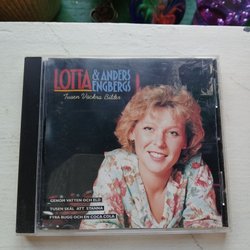 LOTTA & ANDERS
ENGBERGS
Tusen Vackra Bilder
GENOM VATTEN OCH ELD
TUSEN SKÄL ATT STANNA
FYRA BUGG OCH EN COCA COLA